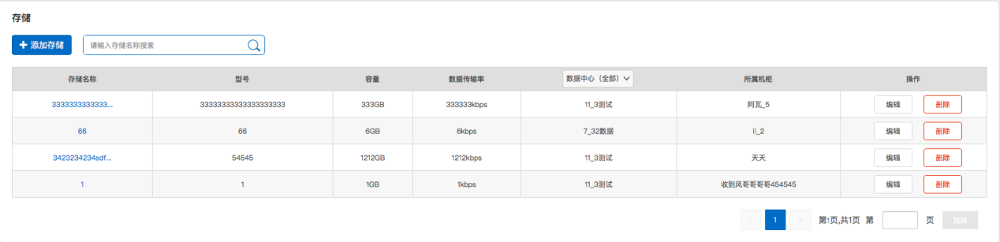 存储
添加存储 请输入存储名称搜索
存储名称 型号 容量 数据传输率 数据中心（全部） 所属机柜 操作
3333333333333... 33333333333333333333 333GB 333333kbps 11_3测试 阿瓦_5 编辑 删除
66 66 6GB 6kbps 7_32数据 ii_2 编辑 删除
3423234234sdf... 54545 1212GB 1212kbps 11_3测试 天天 编辑 删除
1 1 1GB 1kbps 11_3测试 收到风哥哥哥哥454545 编辑 删除
1 第1页,共1页 第 页 跳转